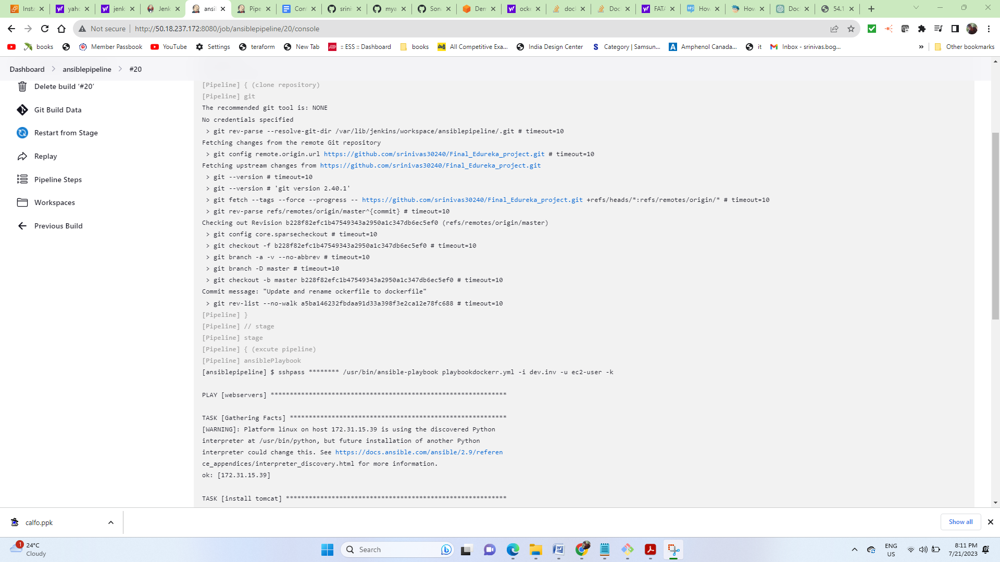 Insta
yaho
jenk
Jenk
ansil
Pipe
Cont
srini
mya
Son
Dem
ocke
dock
Doc
FATA
How
How
Doc
54.1
Not secure
http://50.18.237.172:8080/job/ansiblepipeline/20/console
books
Member Passbook
YouTube
Settings
terraform
New Tab
:: ESS :: Dashboard
books
All Competitive Exa...
India Design Center
Category | Samsun...
Amphenol Canada...
it
Inbox - srinivas.bog...
»
Other bookmarks
Dashboard > ansiblepipeline > #20
Delete build ‘#20’
Git Build Data
Restart from Stage
Replay
Pipeline Steps
Workspaces
Previous Build
[Pipeline] { (clone repository)
[Pipeline] git
The recommended git tool is: NONE
No credentials specified
> git rev-parse --resolve-git-dir /var/lib/jenkins/workspace/ansiblepipeline/.git # timeout=10
Fetching changes from the remote Git repository
> git config remote.origin.url https://github.com/srinivas30240/Final_Edureka_project.git # timeout=10
Fetching upstream changes from https://github.com/srinivas30240/Final_Edureka_project.git
> git --version # timeout=10
> git --version # 'git version 2.40.1'
> git fetch --tags --force --progress -- https://github.com/srinivas30240/Final_Edureka_project.git +refs/heads/*:refs/remotes/origin/* # timeout=10
> git rev-parse refs/remotes/origin/master^{commit} # timeout=10
Checking out Revision b228f82efc1b47549343a2950a1c347db6ec5ef0 (refs/remotes/origin/master)
> git config core.sparsecheckout # timeout=10
> git checkout -f b228f82efc1b47549343a2950a1c347db6ec5ef0 # timeout=10
> git branch -a -v --no-abbrev # timeout=10
> git branch -D master # timeout=10
> git checkout -b master b228f82efc1b47549343a2950a1c347db6ec5ef0 # timeout=10
Commit message: "Update and rename ockerfile to dockerfile"
> git rev-list --no-walk a5ba146232fbdaa91d33a398f3e2ca12e78fc688 # timeout=10
[Pipeline] }
[Pipeline] // stage
[Pipeline] stage
[Pipeline] { (excute pipeline)
[Pipeline] ansiblePlaybook
[ansiblepipeline] $ sshpass ******** /usr/bin/ansible-playbook playbookdockerr.yml -i dev.inv -u ec2-user -k
PLAY [webservers] **************************************************************
TASK [Gathering Facts] *********************************************************
[WARNING]: Platform linux on host 172.31.15.39 is using the discovered Python
interpreter at /usr/bin/python, but future installation of another Python
interpreter could change this. See https://docs.ansible.com/ansible/2.9/referen
ce_appendices/interpreter_discovery.html for more information.
ok: [172.31.15.39]
TASK [install tomcat] **********************************************************
calfo.ppk
Show all
1
24°C
Cloudy
Search
ENG
US
8:11 PM
7/21/2023